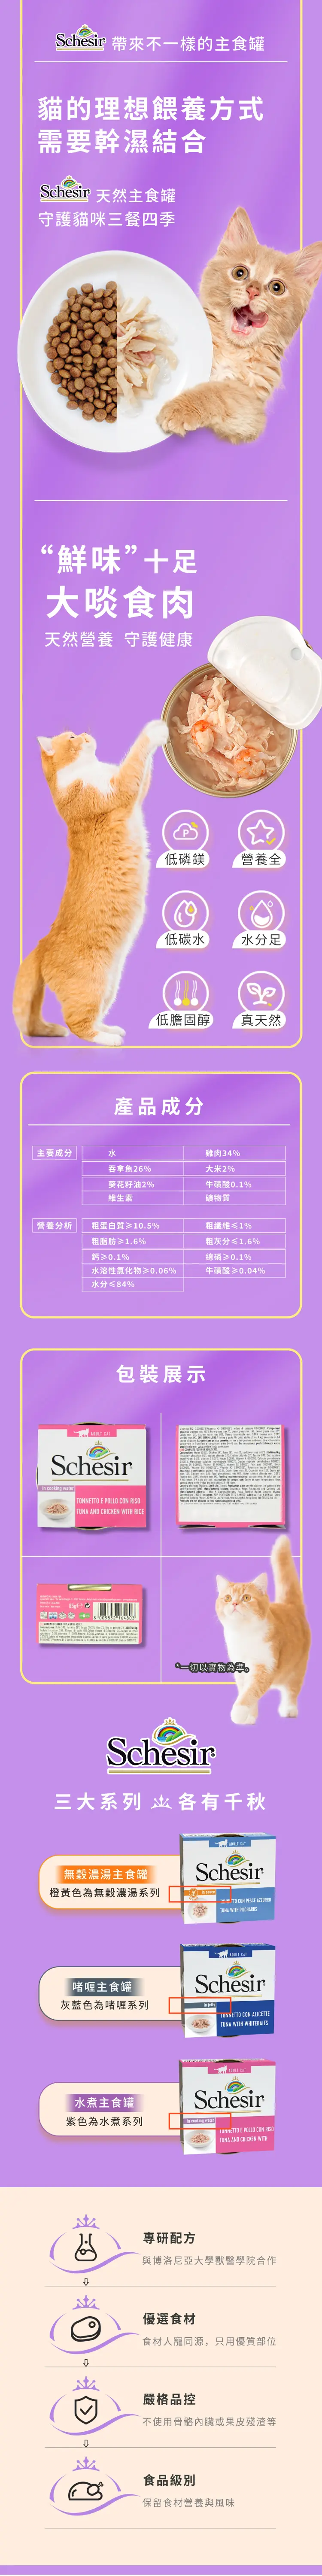 Schesir 帶來不一樣的主食罐
貓的理想餵養方式
需要幹濕結合
Schesir 天然主食罐
守護貓咪三餐四季
“鮮味”十足
大啖食肉
天然營養 守護健康
低磷鎂
營養全
低碳水
水分足
低膽固醇
真天然
產品成分
主要成分
水
雞肉34%
吞拿魚26%
大米2%
葵花籽油2%
牛磺酸0.1%
維生素
礦物質
營養分析
粗蛋白質≥10.5%
粗纖維≤1%
粗脂肪≥1.6%
粗灰分≤1.6%
鈣≥0.1%
總磷≥0.1%
水溶性氯化物≥0.06%
牛磺酸≥0.04%
水分≤84%
包裝展示
ADULT CAT
Schesir
in cooking water
TONNETTO E POLLO CON RISO
TUNA AND CHICKEN WITH RICE
85g
*一切以實物為準。
Schesir
三大系列 各有千秋
無穀濃湯主食罐
橙黃色為無穀濃湯系列
ADULT CAT
Schesir
TUNA WITH PILCHARDS
啫喱主食罐
灰藍色為啫喱系列
ADULT CAT
Schesir
in jelly
TONNETTO CON ALICETTE
TUNA WITH WHITEBAITS
水煮主食罐
紫色為水煮系列
ADULT CAT
Schesir
in cooking water
TONNETTO E POLLO CON RISO
TUNA AND CHICKEN WITH
專研配方
與博洛尼亞大學獸醫學院合作
優選食材
食材人寵同源，只用優質部位
嚴格品控
不使用骨骼內臟或果皮殘渣等
食品級別
保留食材營養與風味